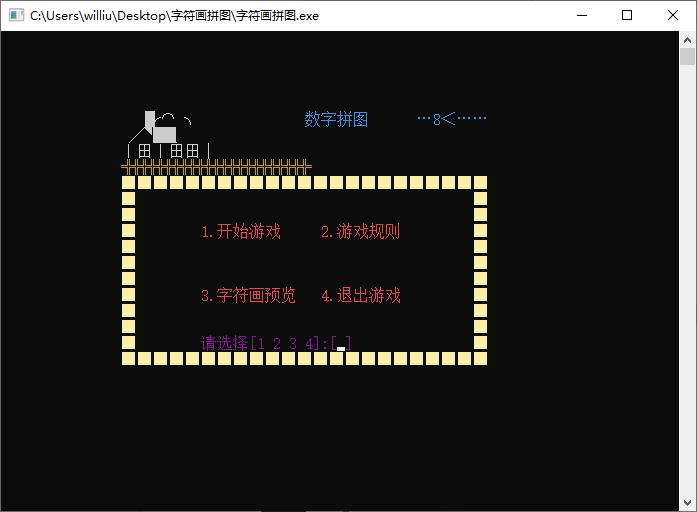 C:\Users\williu\Desktop\字符画拼图\字符画拼图.exe
数字拼图 …8<……
1.开始游戏 2.游戏规则
3.字符画预览 4.退出游戏
请选择[1 2 3 4]:[ ]